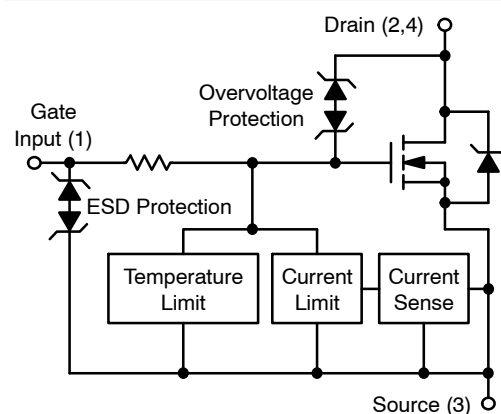 Drain (2,4)
Gate
Input (1)
Overvoltage
Protection
ESD Protection
Temperature
Limit
Current
Limit
Current
Sense
Source (3)